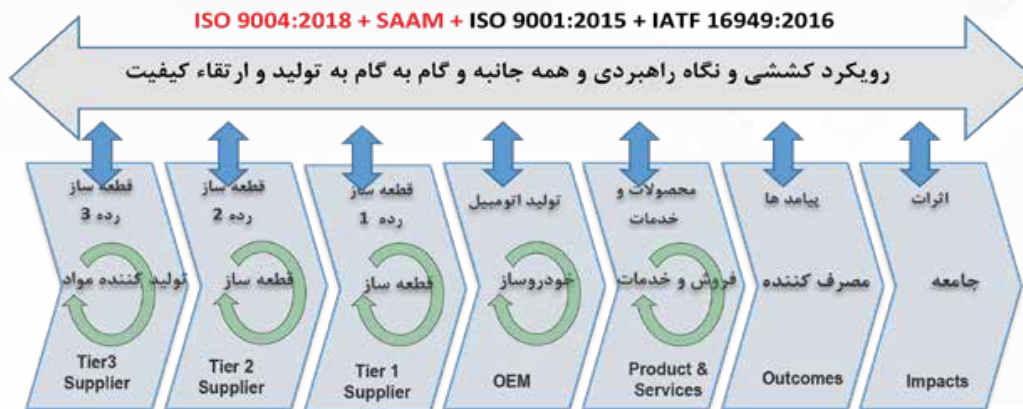 ISO 9004:2018 + SAAM + ISO 9001:2015 + IATF 16949:2016
رویکرد کششی و نگاه راهبردی و همه جانبه و گام به گام به تولید و ارتقاء کیفیت
قطعه ساز
رده 3
تولید کننده مواد
Tier3
Supplier
قطعه ساز
رده 2
قطعه ساز
Tier 2
Supplier
قطعه ساز
رده 1
قطعه ساز
Tier 1
Supplier
تولید اتومبیل
خودروساز
OEM
محصولات و
خدمات
فروش و خدمات
Product &
Services
پیامد ها
مصرف کننده
Outcomes
اثرات
جامعه
Impacts